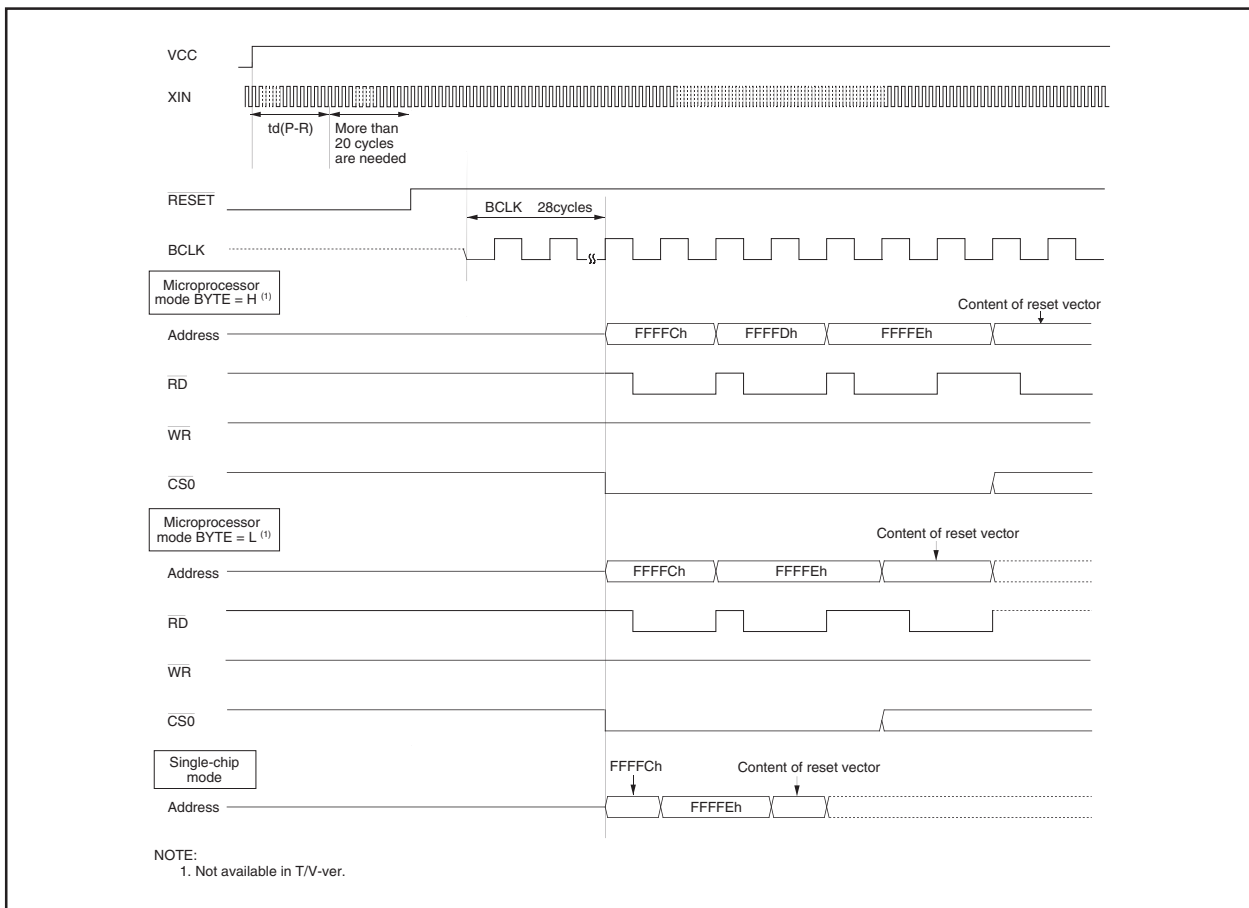 VCC
XIN
td(P-R)
More than
20 cycles
are needed
RESET
BCLK 28cycles
BCLK
Microprocessor
mode BYTE = H (1)
Content of reset vector
Address
FFFFCh
FFFFDh
FFFFEh
RD
WR
CS0
Microprocessor
mode BYTE = L (1)
Content of reset vector
Address
FFFFCh
FFFFEh
RD
WR
CS0
Single-chip
mode
FFFFCh
Content of reset vector
Address
FFFFEh
NOTE:
1. Not available in T/V-ver.